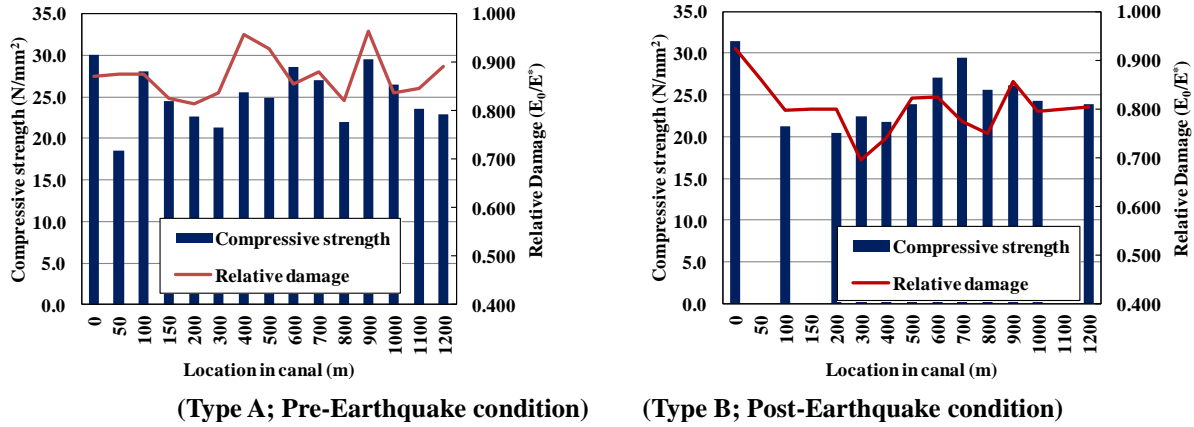 35.0
30.0
25.0
20.0
15.0
10.0
5.0
0.0
Compressive strength (N/mm²)
1.000
0.900
0.800
0.700
0.600
0.500
0.400
Relative Damage (E₀/E*)
Compressive strength
Relative damage
0 50 100 150 200 300 400 500 600 700 800 900 1000 1100 1200
Location in canal (m)
(Type A; Pre-Earthquake condition)
35.0
30.0
25.0
20.0
15.0
10.0
5.0
0.0
Compressive strength (N/mm²)
1.000
0.900
0.800
0.700
0.600
0.500
0.400
Relative Damage (E₀/E*)
Compressive strength
Relative damage
0 50 100 150 200 300 400 500 600 700 800 900 1000 1100 1200
Location in canal (m)
(Type B; Post-Earthquake condition)